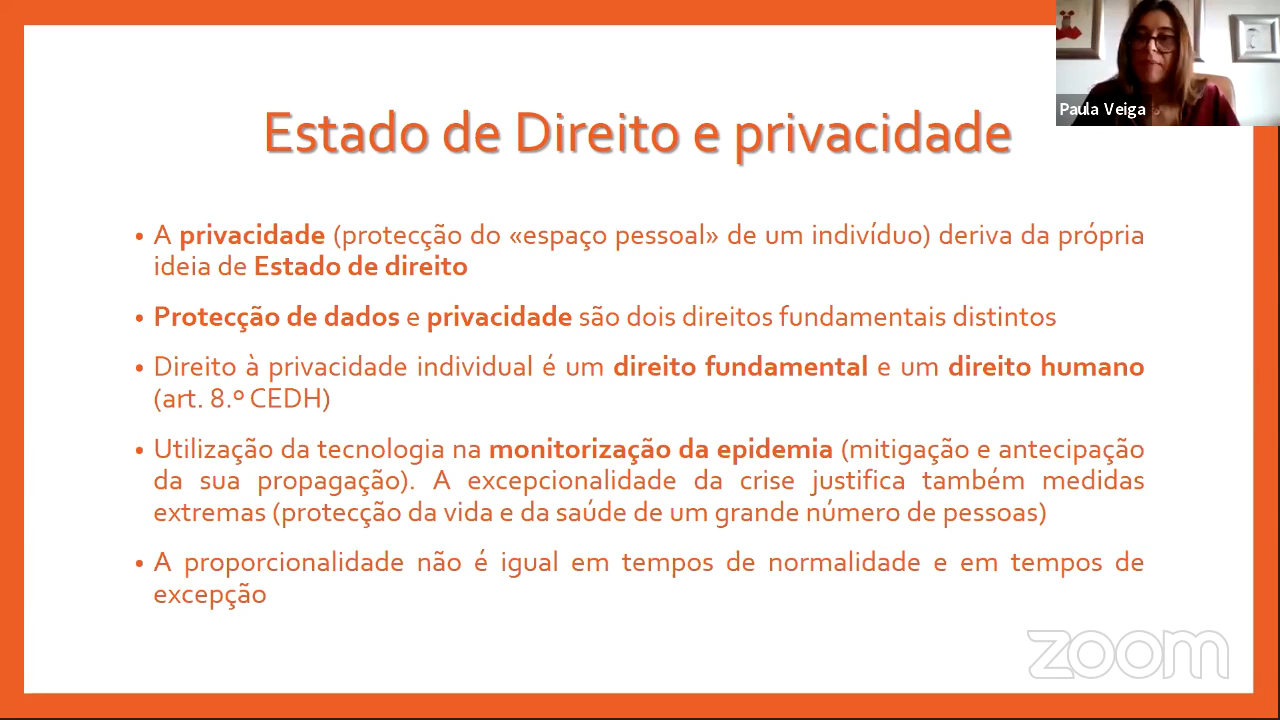 Paula Veiga
Estado de Direito e privacidade
• A privacidade (protecção do «espaço pessoal» de um indivíduo) deriva da própria
ideia de Estado de direito
• Protecção de dados e privacidade são dois direitos fundamentais distintos
• Direito à privacidade individual é um direito fundamental e um direito humano
(art. 8.º CEDH)
• Utilização da tecnologia na monitorização da epidemia (mitigação e antecipação
da sua propagação). A excepcionalidade da crise justifica também medidas
extremas (protecção da vida e da saúde de um grande número de pessoas)
• A proporcionalidade não é igual em tempos de normalidade e em tempos de
excepção
zoom